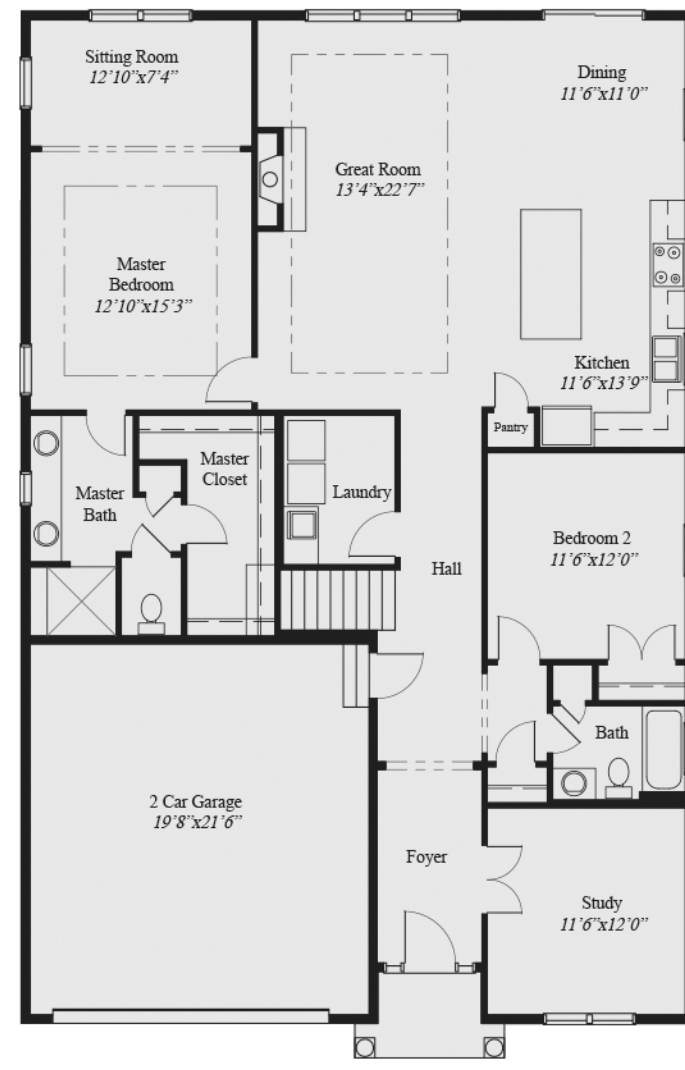 Sitting Room
12’10”x7’4”
Dining
11’6”x11’0”
Great Room
13’4”x22’7”
Master
Bedroom
12’10”x15’3”
Kitchen
11’6”x13’9”
Pantry
Master
Closet
Laundry
Master
Bath
Bedroom 2
11’6”x12’0”
Hall
Bath
2 Car Garage
19’8”x21’6”
Foyer
Study
11’6”x12’0”